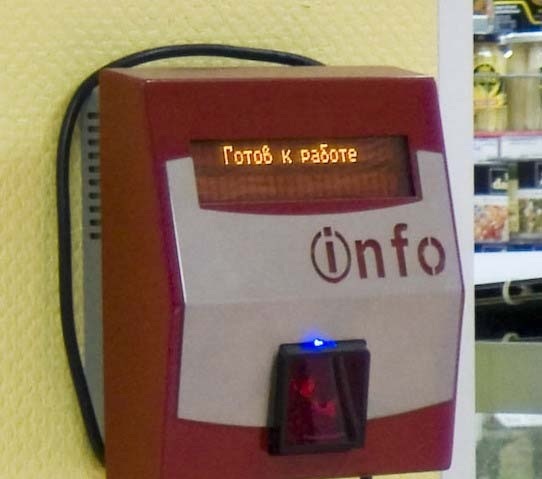 Готов к работе
info